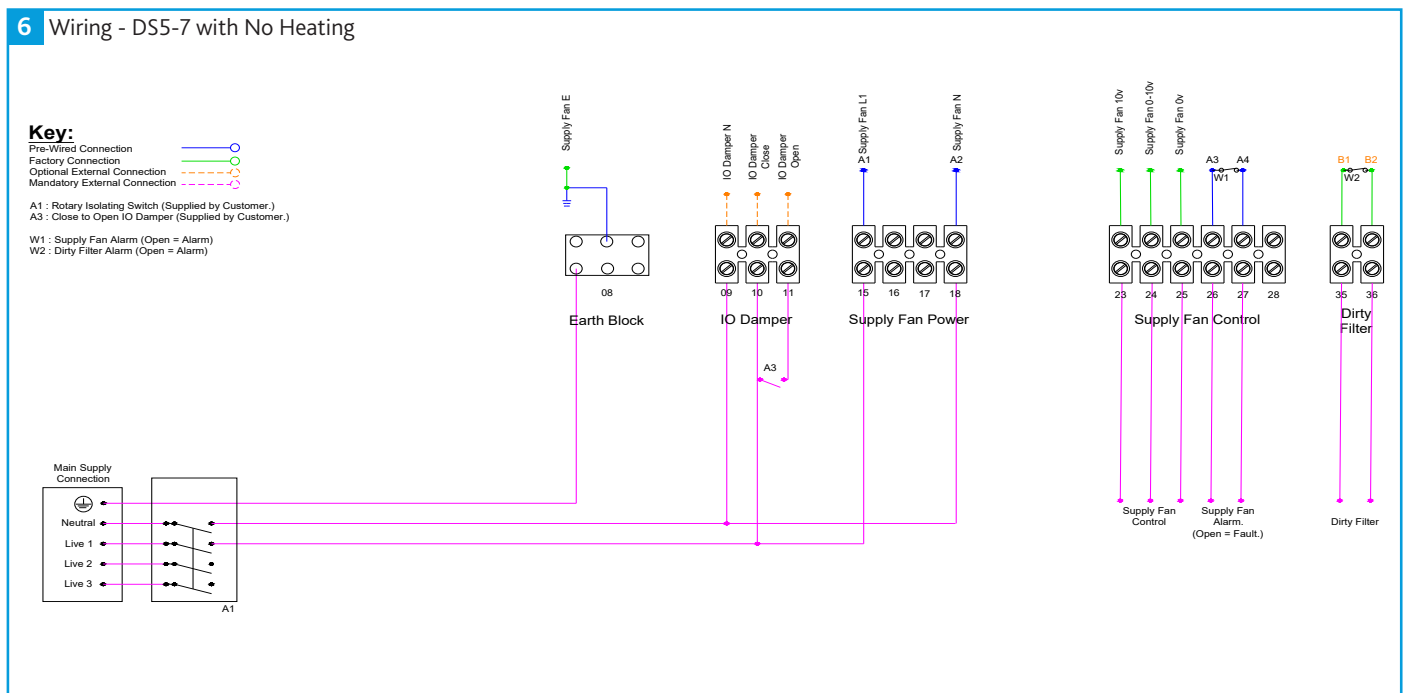 6 Wiring - DS5-7 with No Heating
Key:
Pre-Wired Connection
Factory Connection
Optional External Connection
Mandatory External Connection
A1 : Rotary Isolating Switch (Supplied by Customer.)
A3 : Close to Open IO Damper (Supplied by Customer.)
W1 : Supply Fan Alarm (Open = Alarm)
W2 : Dirty Filter Alarm (Open = Alarm)
Supply Fan E
IO Damper N
IO Damper
Close
IO Damper
Open
Supply Fan L1
Supply Fan N
Supply Fan 10v
Supply Fan 0-10v
Supply Fan 0v
A1
A2
A3
A4
W1
B1
B2
W2
08
09
10
11
15
16
17
18
23
24
25
26
27
28
35
36
Earth Block
IO Damper
Supply Fan Power
Supply Fan Control
Dirty
Filter
A3
Main Supply
Connection
Neutral
Live 1
Live 2
Live 3
A1
Supply Fan
Control
Supply Fan
Alarm.
(Open = Fault.)
Dirty Filter